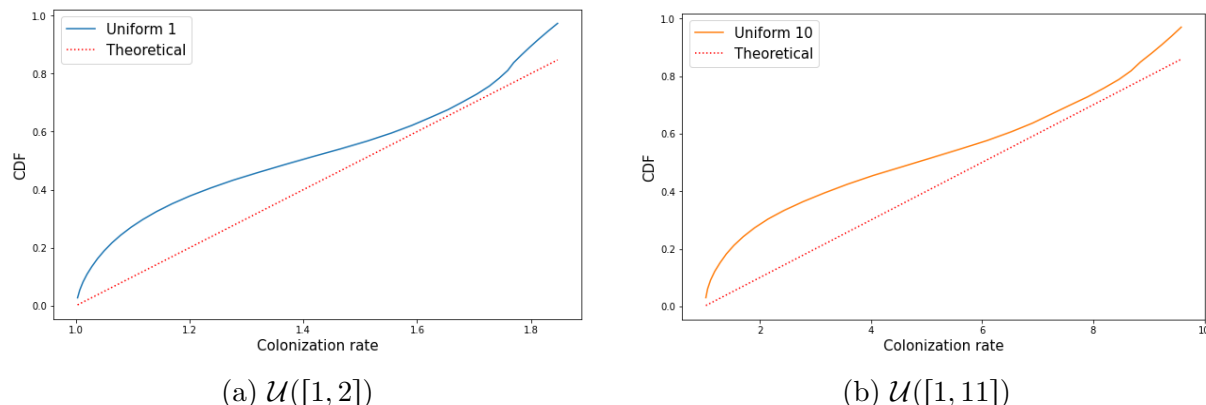 1.0
0.8
0.6
0.4
0.2
0.0
CDF
Uniform 1
Theoretical
1.0 1.2 1.4 1.6 1.8
Colonization rate
(a) 𝒰([1, 2])
1.0
0.8
0.6
0.4
0.2
0.0
CDF
Uniform 10
Theoretical
2 4 6 8 10
Colonization rate
(b) 𝒰([1, 11])